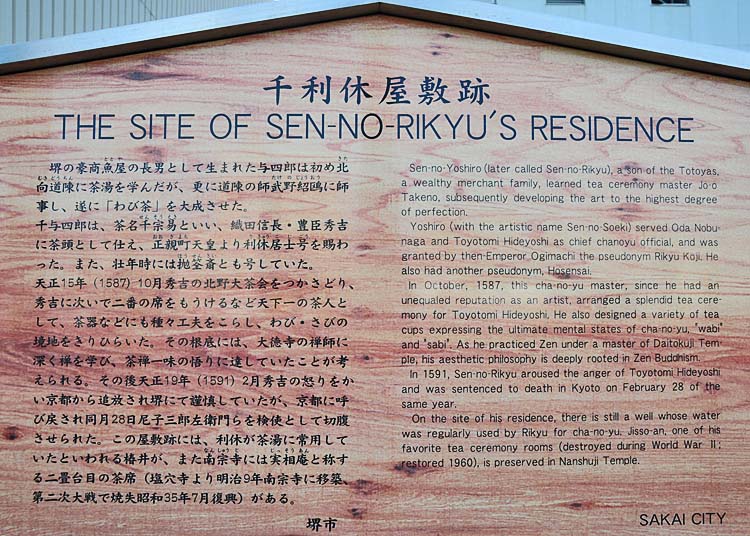 千利休屋敷跡
THE SITE OF SEN-NO-RIKYU'S RESIDENCE
堺の豪商魚屋の長男として生まれた与四郎は初め北
向道陳に茶湯を学んだが、更に道陳の師武野紹鴎に師
事し、遂に「わび茶」を大成させた。
千与四郎は、茶名千宗易といい、織田信長・豊臣秀吉
に茶頭として仕え、正親町天皇より利休居士号を賜わ
った。また、壮年時には抛筌斎とも号していた。
天正15年（1587）10月秀吉の北野大茶会をつかさどり、
秀吉に次いで二番の席をもうけるなど天下一の茶人と
して、茶器などにも種々工夫をこらし、わび・さびの
境地をきりひらいた。その根底には、大徳寺の禅師に
深く禅を学び、茶禅一味の悟りに達していたことが考
えられる。その後天正19年（1591）2月秀吉の怒りをか
い京都から追放され堺にて謹慎していたが、京都に呼
び戻され同月28日尼子三郎左衛門らを検使として切腹
させられた。この屋敷跡には、利休が茶湯に常用して
いたといわれる椿井が、また南宗寺には実相庵と称す
る二畳台目の茶席（塩穴寺より明治9年南宗寺に移築、
第二次大戦で焼失昭和35年7月復興）がある。
堺市
Sen-no-Yoshiro (later called Sen-no-Rikyu), a son of the Totoyas,
a wealthy merchant family, learned tea ceremony master Jo-o
Takeno, subsequently developing the art to the highest degree
of perfection.
Yoshiro (with the artistic name Sen-no-Soeki) served Oda Nobu-
naga and Toyotomi Hideyoshi as chief chanoyu official, and was
granted by then-Emperor Ogimachi the pseudonym Rikyu Koji. He
also had another pseudonym, Hosensai.
In October, 1587, this cha-no-yu master, since he had an
unequaled reputation as an artist, arranged a splendid tea cere-
mony for Toyotomi Hideyoshi. He also designed a variety of tea
cups expressing the ultimate mental states of cha-no-yu, "wabi"
and "sabi". As he practiced Zen under a master of Daitokuji Tem
ple, his aesthetic philosophy is deeply rooted in Zen Buddhism.
In 1591, Sen-no-Rikyu aroused the anger of Toyotomi Hideyoshi
and was sentenced to death in Kyoto on February 28 of the
same year.
On the site of his residence, there is still a well whose water
was regularly used by Rikyu for cha-no-yu. Jisso-an, one of his
favorite tea ceremony rooms (destroyed during World War II;
restored 1960), is preserved in Nanshuji Temple.
SAKAI CITY